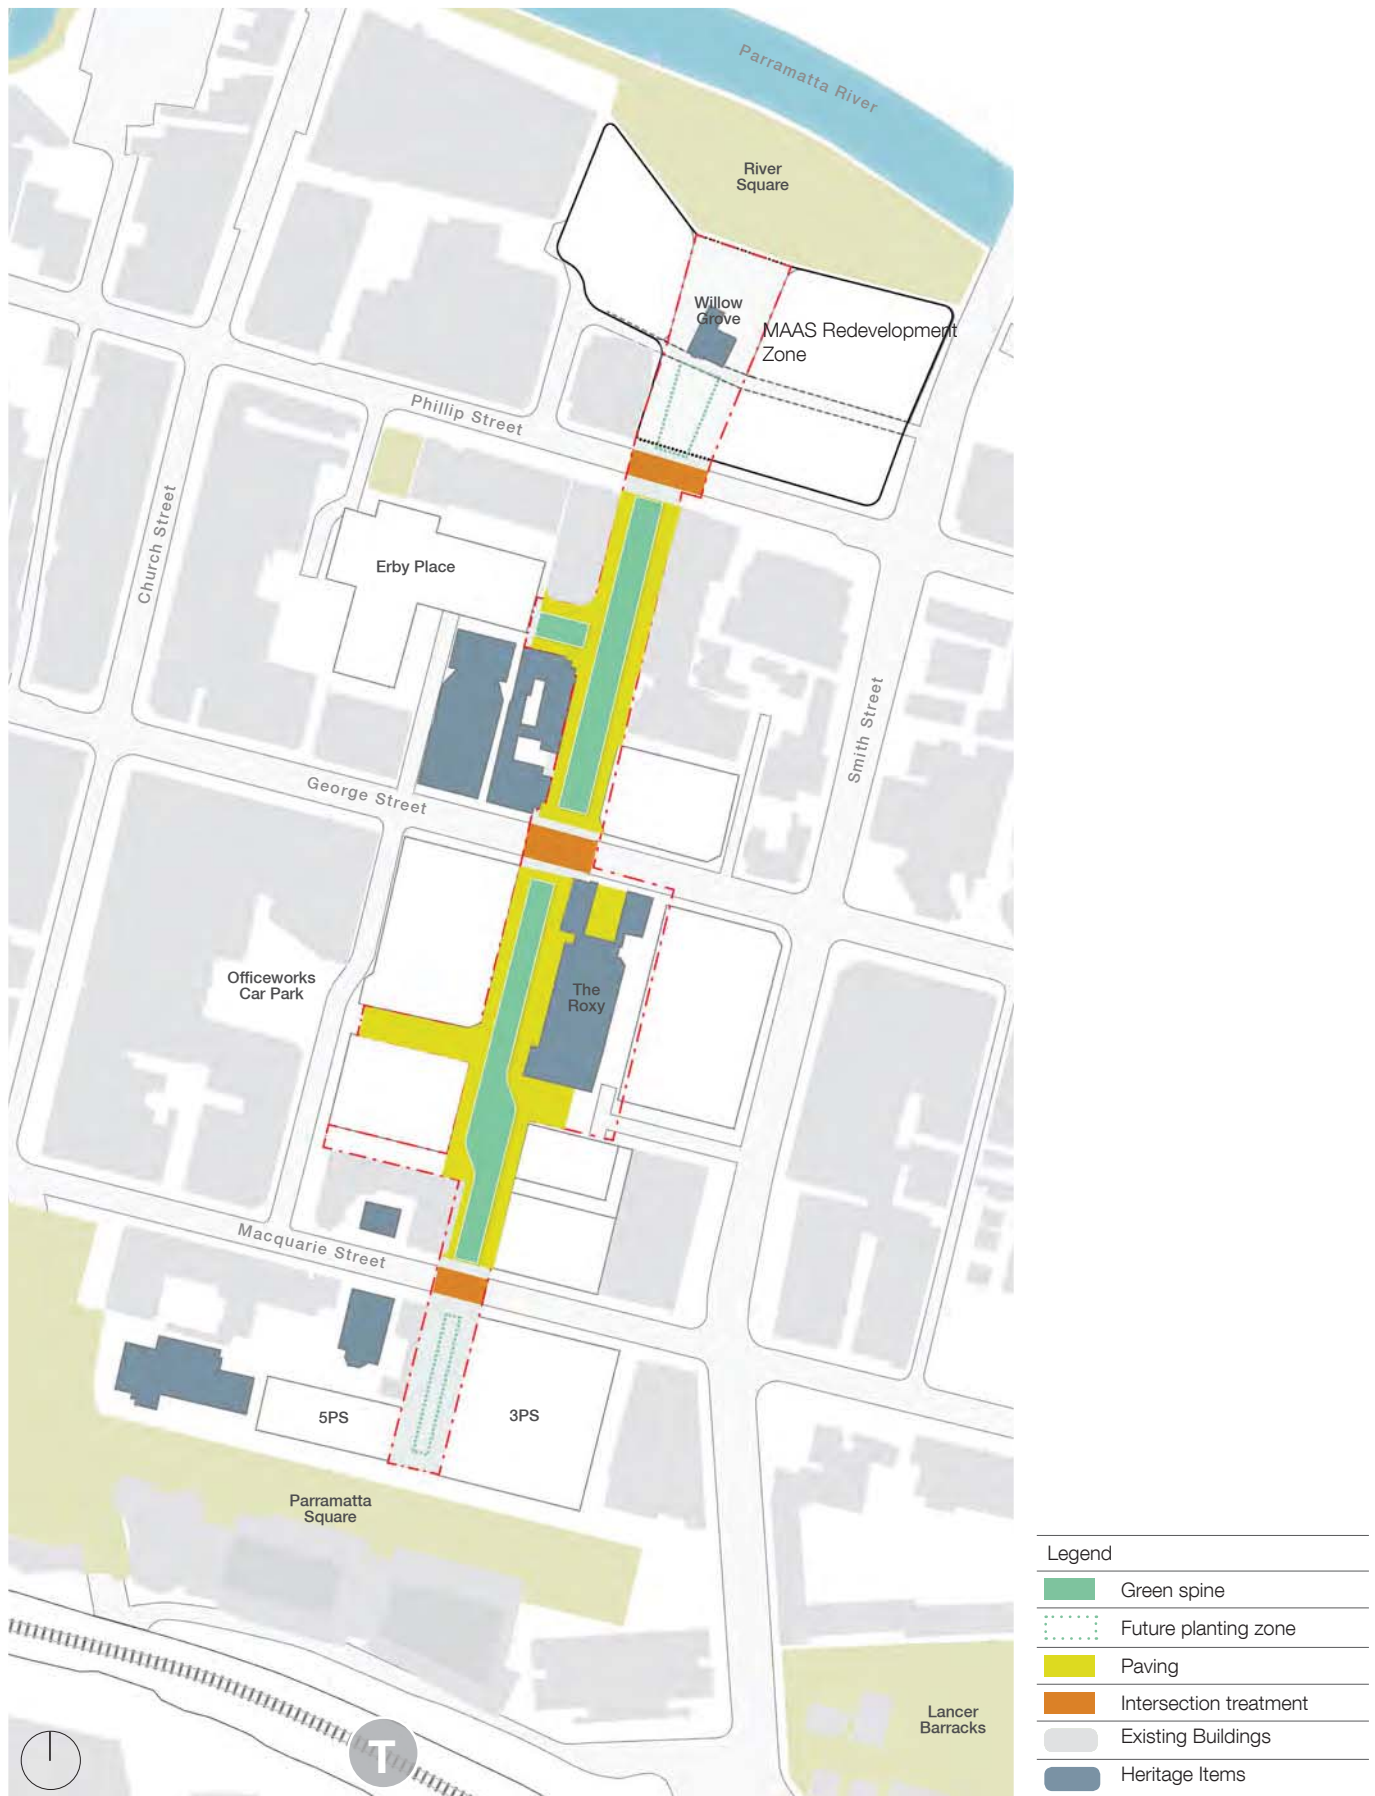 Parramatta River
River
Square
Willow
Grove
MAAS Redevelopment
Zone
Phillip Street
Church Street
Erby Place
Smith Street
George Street
Officeworks
Car Park
The
Roxy
Macquarie Street
5PS
3PS
Parramatta
Square
Lancer
Barracks
T
Legend
Green spine
Future planting zone
Paving
Intersection treatment
Existing Buildings
Heritage Items